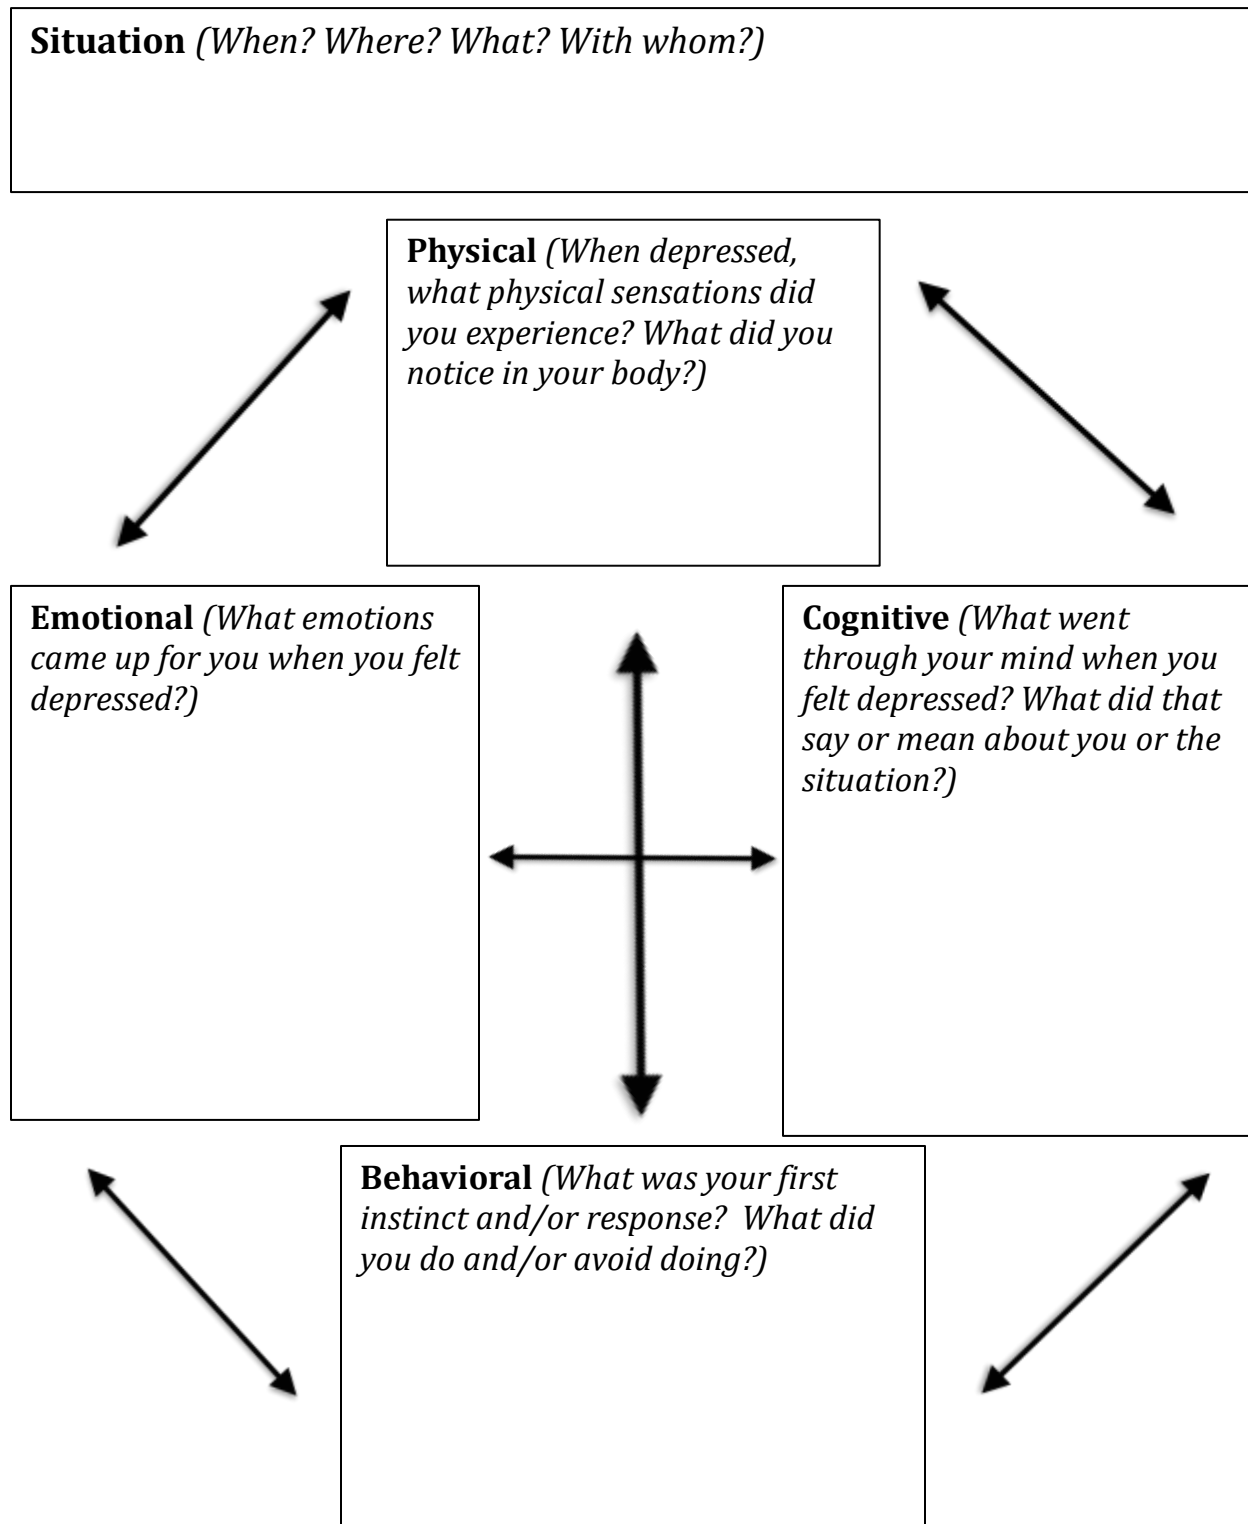 Situation (When? Where? What? With whom?)
Physical (When depressed,
what physical sensations did
you experience? What did you
notice in your body?)
Emotional (What emotions
came up for you when you felt
depressed?)
Cognitive (What went
through your mind when you
felt depressed? What did that
say or mean about you or the
situation?)
Behavioral (What was your first
instinct and/or response?  What did
you do and/or avoid doing?)